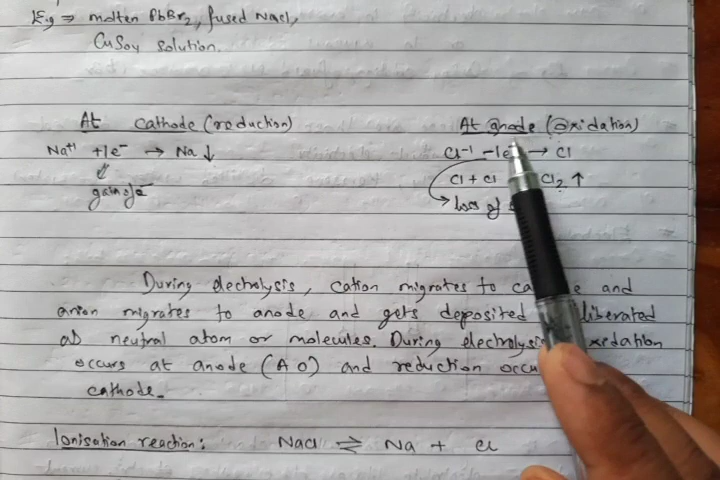 Eg ⇒ molten PbBr₂, fused NaCl,
CuSO₄ solution.
At cathode (reduction)
Na⁺¹ +1e⁻ → Na ↓
gain of e⁻
At anode (Oxidation)
Cl⁻¹ -1e → Cl
Cl + Cl Cl₂ ↑
loss of
During electrolysis, cation migrates to and
anion migrates to anode and gets deposited liberated
as neutral atom or molecules. During electrolysis
occurs at anode (AO) and reduction
cathode.
Ionisation reaction: NaCl ⇌ Na + Cl